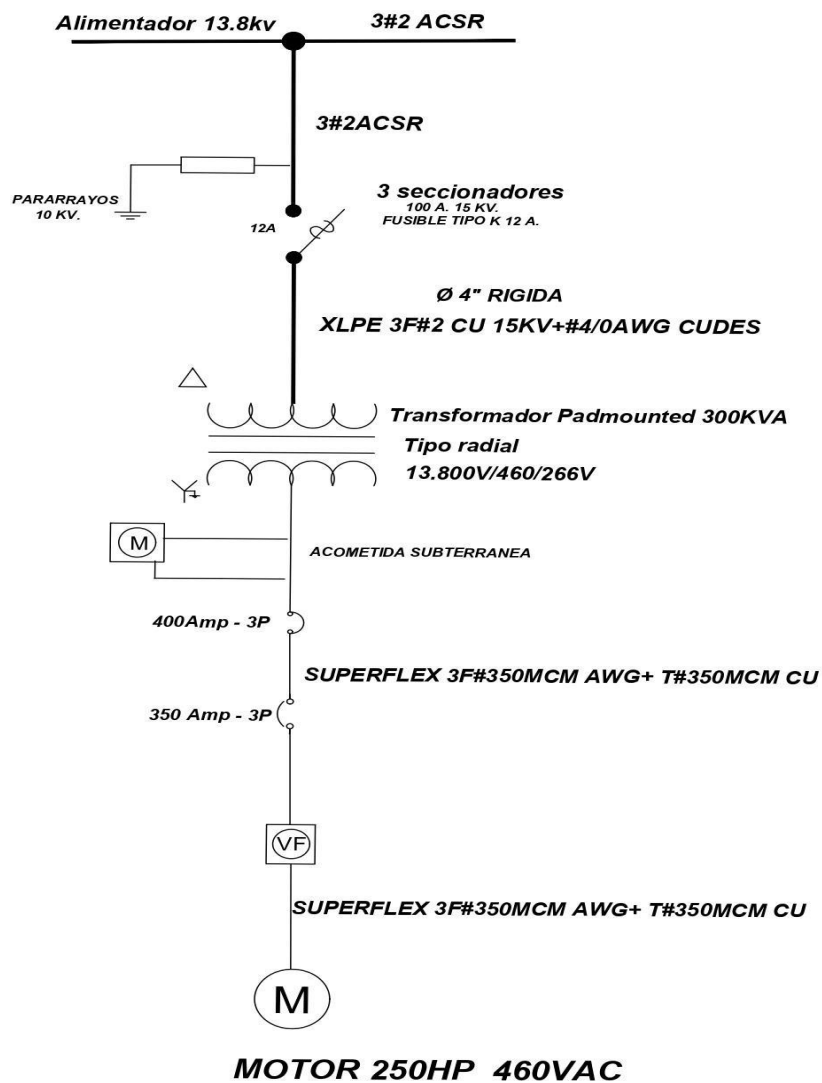 Alimentador 13.8kv
3#2 ACSR
3#2ACSR
PARARRAYOS
10 KV.
3 seccionadores
100 A. 15 KV.
FUSIBLE TIPO K 12 A.
12A
Ø 4" RIGIDA
XLPE 3F#2 CU 15KV+#4/0AWG CUDES
Transformador Padmounted 300KVA
Tipo radial
13.800V/460/266V
M
ACOMETIDA SUBTERRANEA
400Amp - 3P
SUPERFLEX 3F#350MCM AWG+ T#350MCM CU
350 Amp - 3P
VF
SUPERFLEX 3F#350MCM AWG+ T#350MCM CU
M
MOTOR 250HP 460VAC